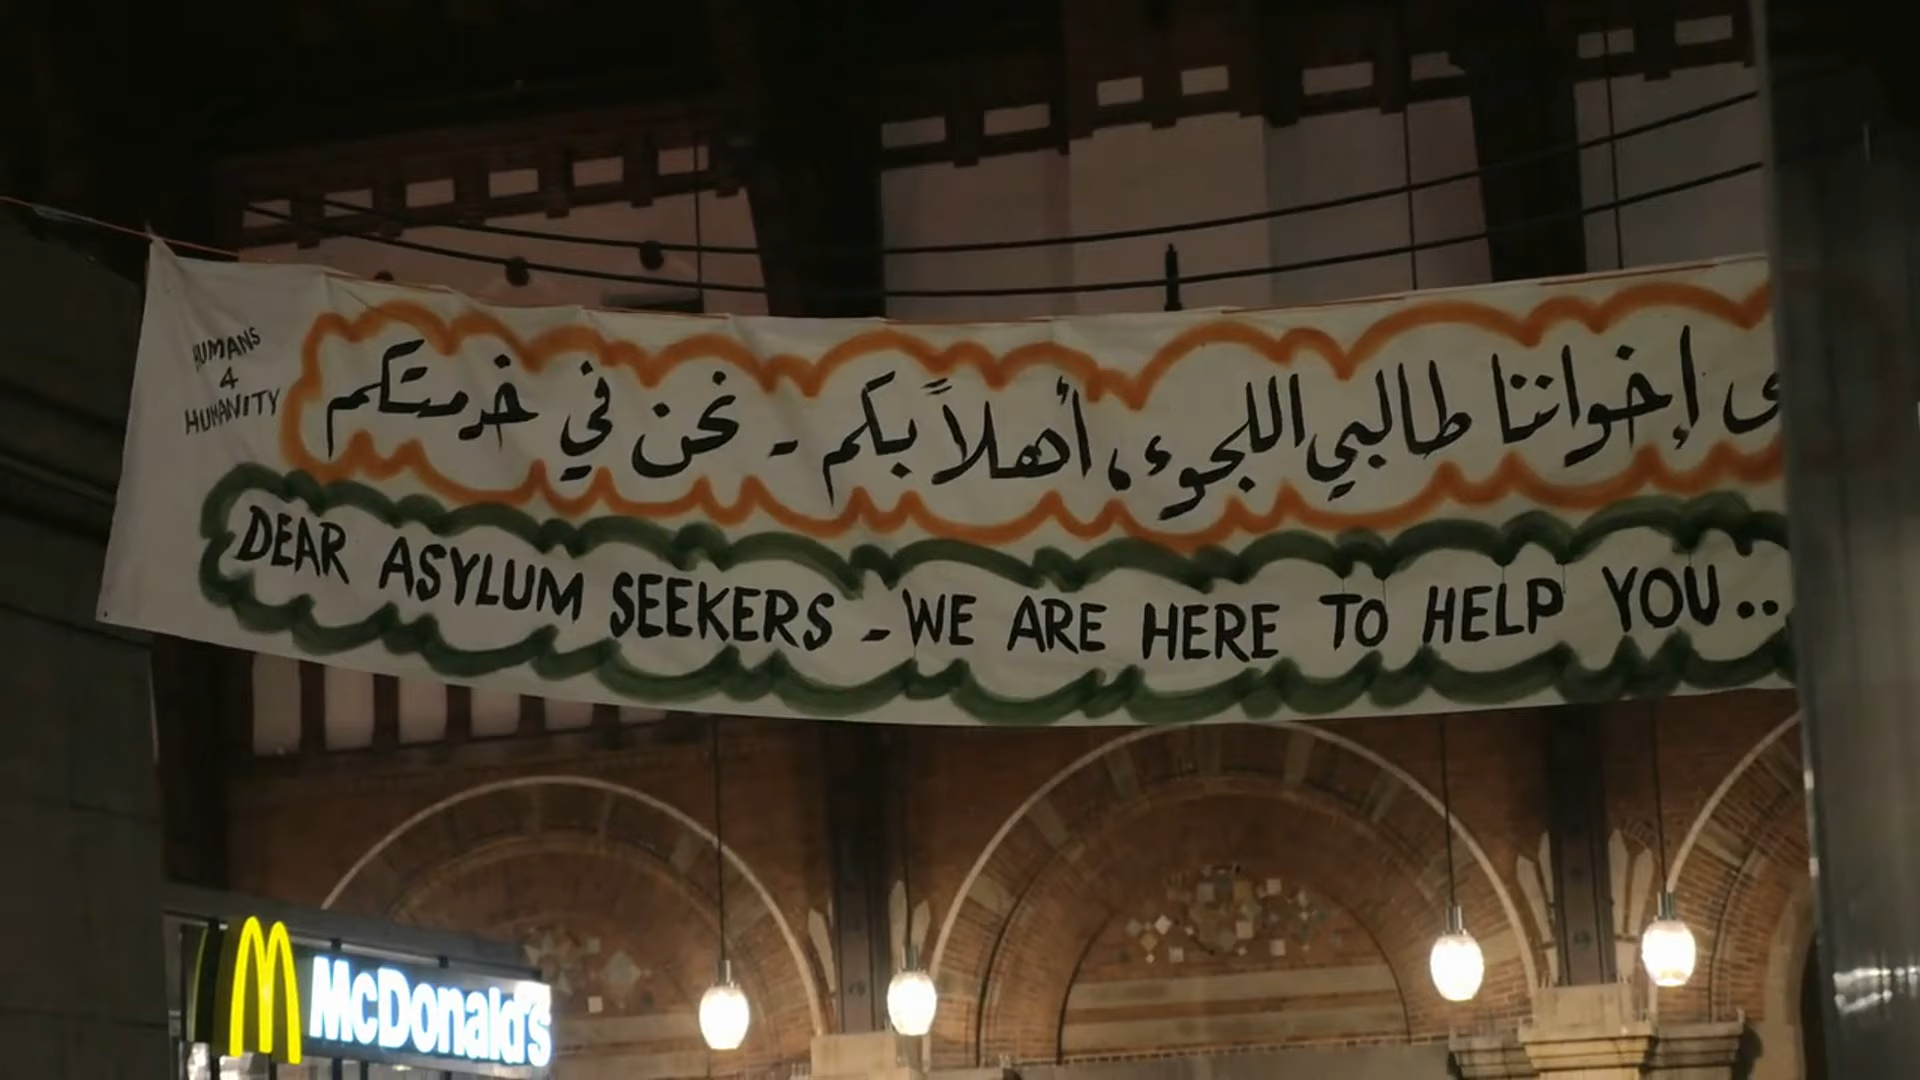 HUMANS
4
HUMANITY
ى إخواننا طالبي اللجوء، أهلاً بكم - نحن في خدمتكم
DEAR ASYLUM SEEKERS - WE ARE HERE TO HELP YOU..
McDonald's